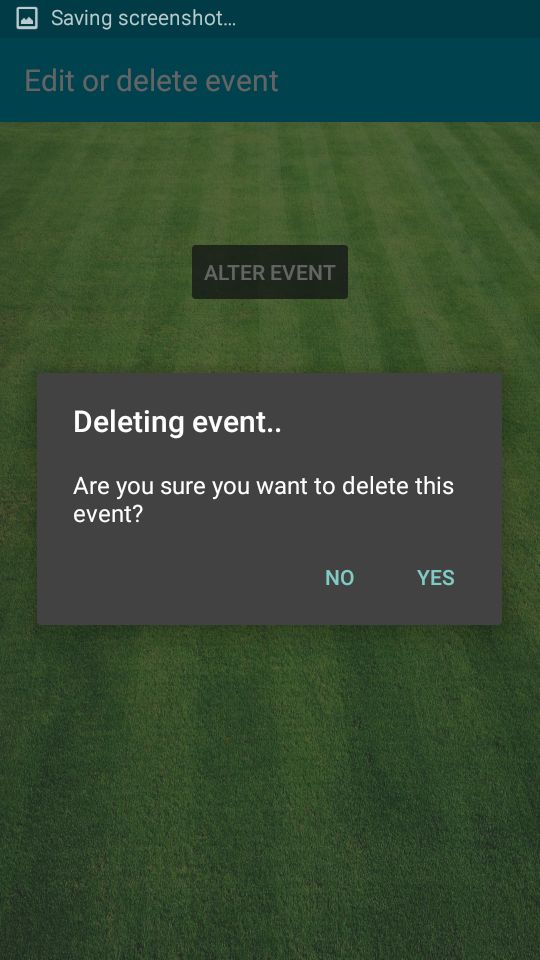 Saving screenshot...
Edit or delete event
ALTER EVENT
Deleting event..
Are you sure you want to delete this
event?
NO YES